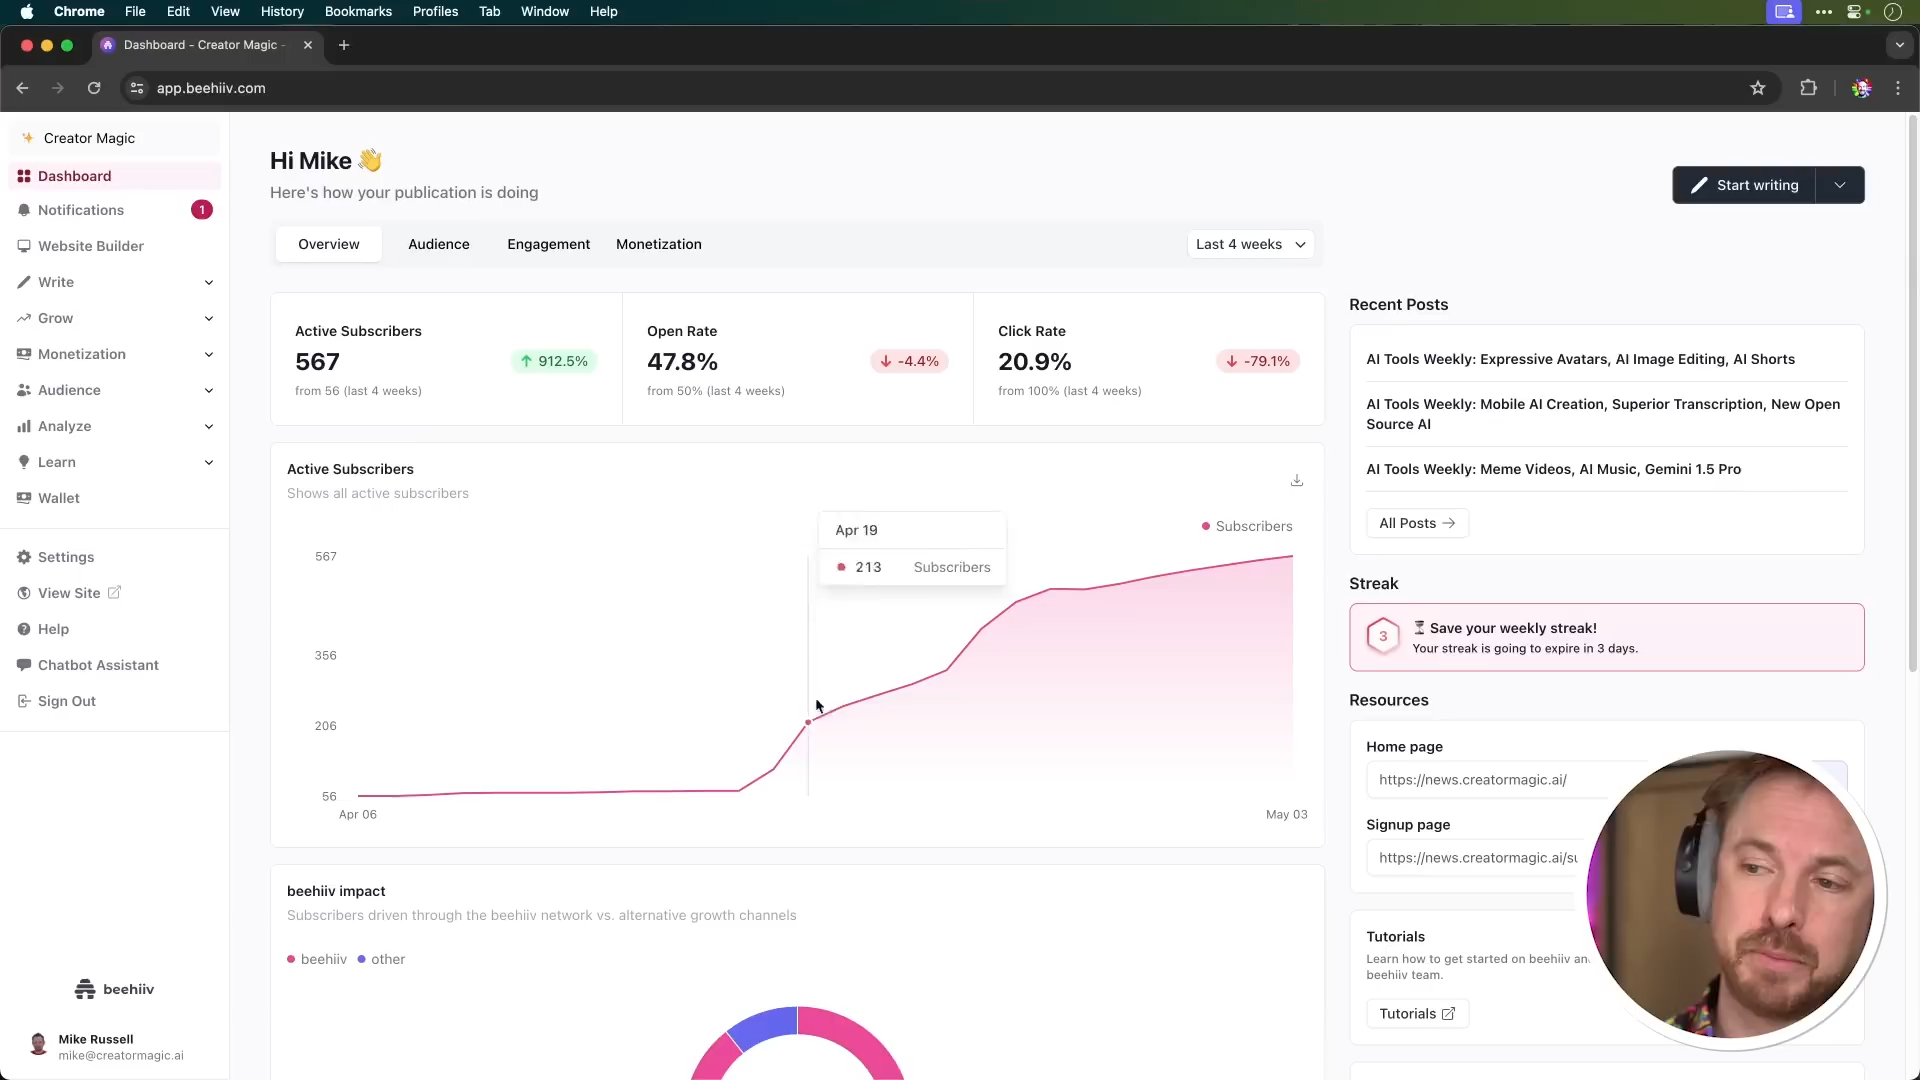 Chrome File Edit View History Bookmarks Profiles Tab Window Help
Dashboard - Creator Magic -
app.beehiiv.com
Creator Magic
Dashboard
Notifications 1
Website Builder
Write
Grow
Monetization
Audience
Analyze
Learn
Wallet
Settings
View Site
Help
Chatbot Assistant
Sign Out
beehiiv
Mike Russell
mike@creatormagic.ai
Hi Mike 👋
Here's how your publication is doing
Start writing
Overview Audience Engagement Monetization Last 4 weeks
Active Subscribers
567 ↑ 912.5%
from 56 (last 4 weeks)
Open Rate
47.8% ↓ -4.4%
from 50% (last 4 weeks)
Click Rate
20.9% ↓ -79.1%
from 100% (last 4 weeks)
Active Subscribers
Shows all active subscribers
Subscribers
Apr 19
213 Subscribers
567
356
206
56
Apr 06 May 03
beehiiv impact
Subscribers driven through the beehiiv network vs. alternative growth channels
beehiiv other
Recent Posts
AI Tools Weekly: Expressive Avatars, AI Image Editing, AI Shorts
AI Tools Weekly: Mobile AI Creation, Superior Transcription, New Open
Source AI
AI Tools Weekly: Meme Videos, AI Music, Gemini 1.5 Pro
All Posts →
Streak
3
⏳ Save your weekly streak!
Your streak is going to expire in 3 days.
Resources
Home page
https://news.creatormagic.ai/
Signup page
https://news.creatormagic.ai/su
Tutorials
Learn how to get started on beehiiv an
beehiiv team.
Tutorials